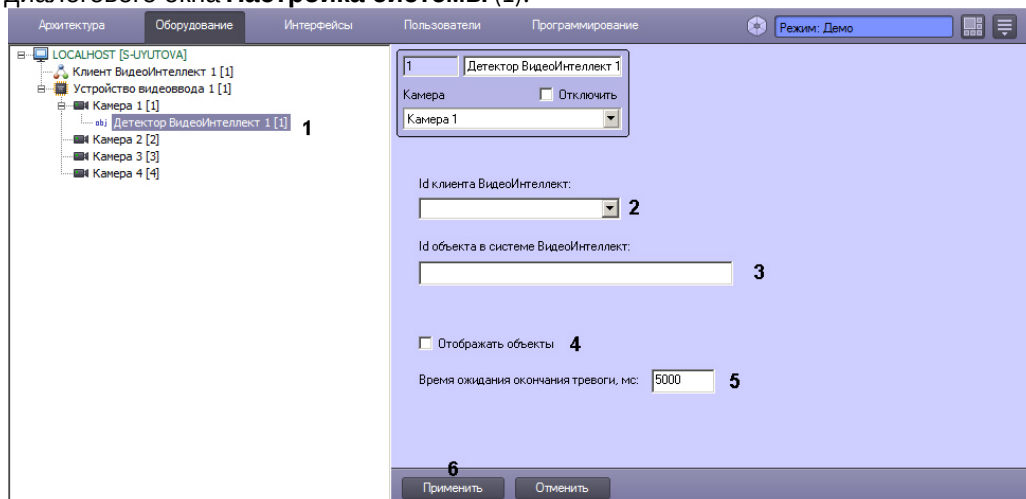 диалогового окна Настройка системы (1).
Архитектура Оборудование Интерфейсы Пользователи Программирование Режим: Демо
LOCALHOST [S-UYUTOVA]
Клиент ВидеоИнтеллект 1 [1]
Устройство видеоввода 1 [1]
Камера 1 [1]
obj Детектор ВидеоИнтеллект 1 [1] 1
Камера 2 [2]
Камера 3 [3]
Камера 4 [4]
1 Детектор ВидеоИнтеллект 1
Камера Отключить
Камера 1
Id клиента ВидеоИнтеллект:
2
Id объекта в системе ВидеоИнтеллект:
3
Отображать объекты 4
Время ожидания окончания тревоги, мс: 5000 5
6
Применить Отменить